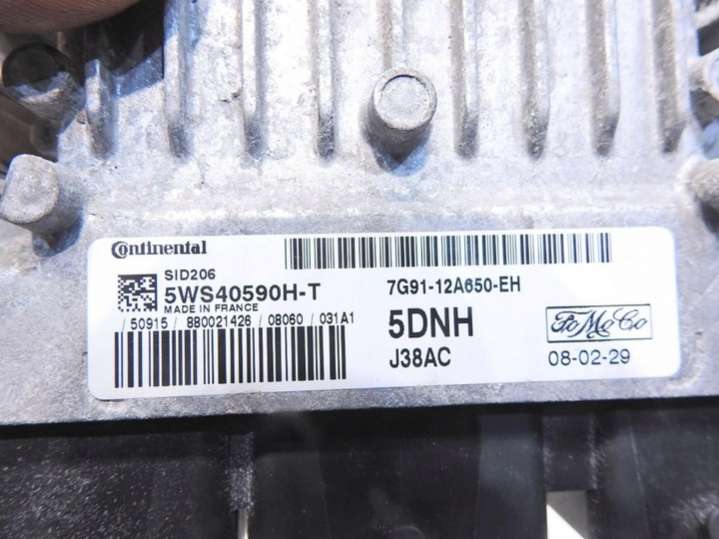 Continental
SID206
5WS40590H-T
MADE IN FRANCE
/ 50915 / 880021426 / 08060 / 031A1
7G91-12A650-EH
5DNH
J38AC
FoMoCo
08-02-29